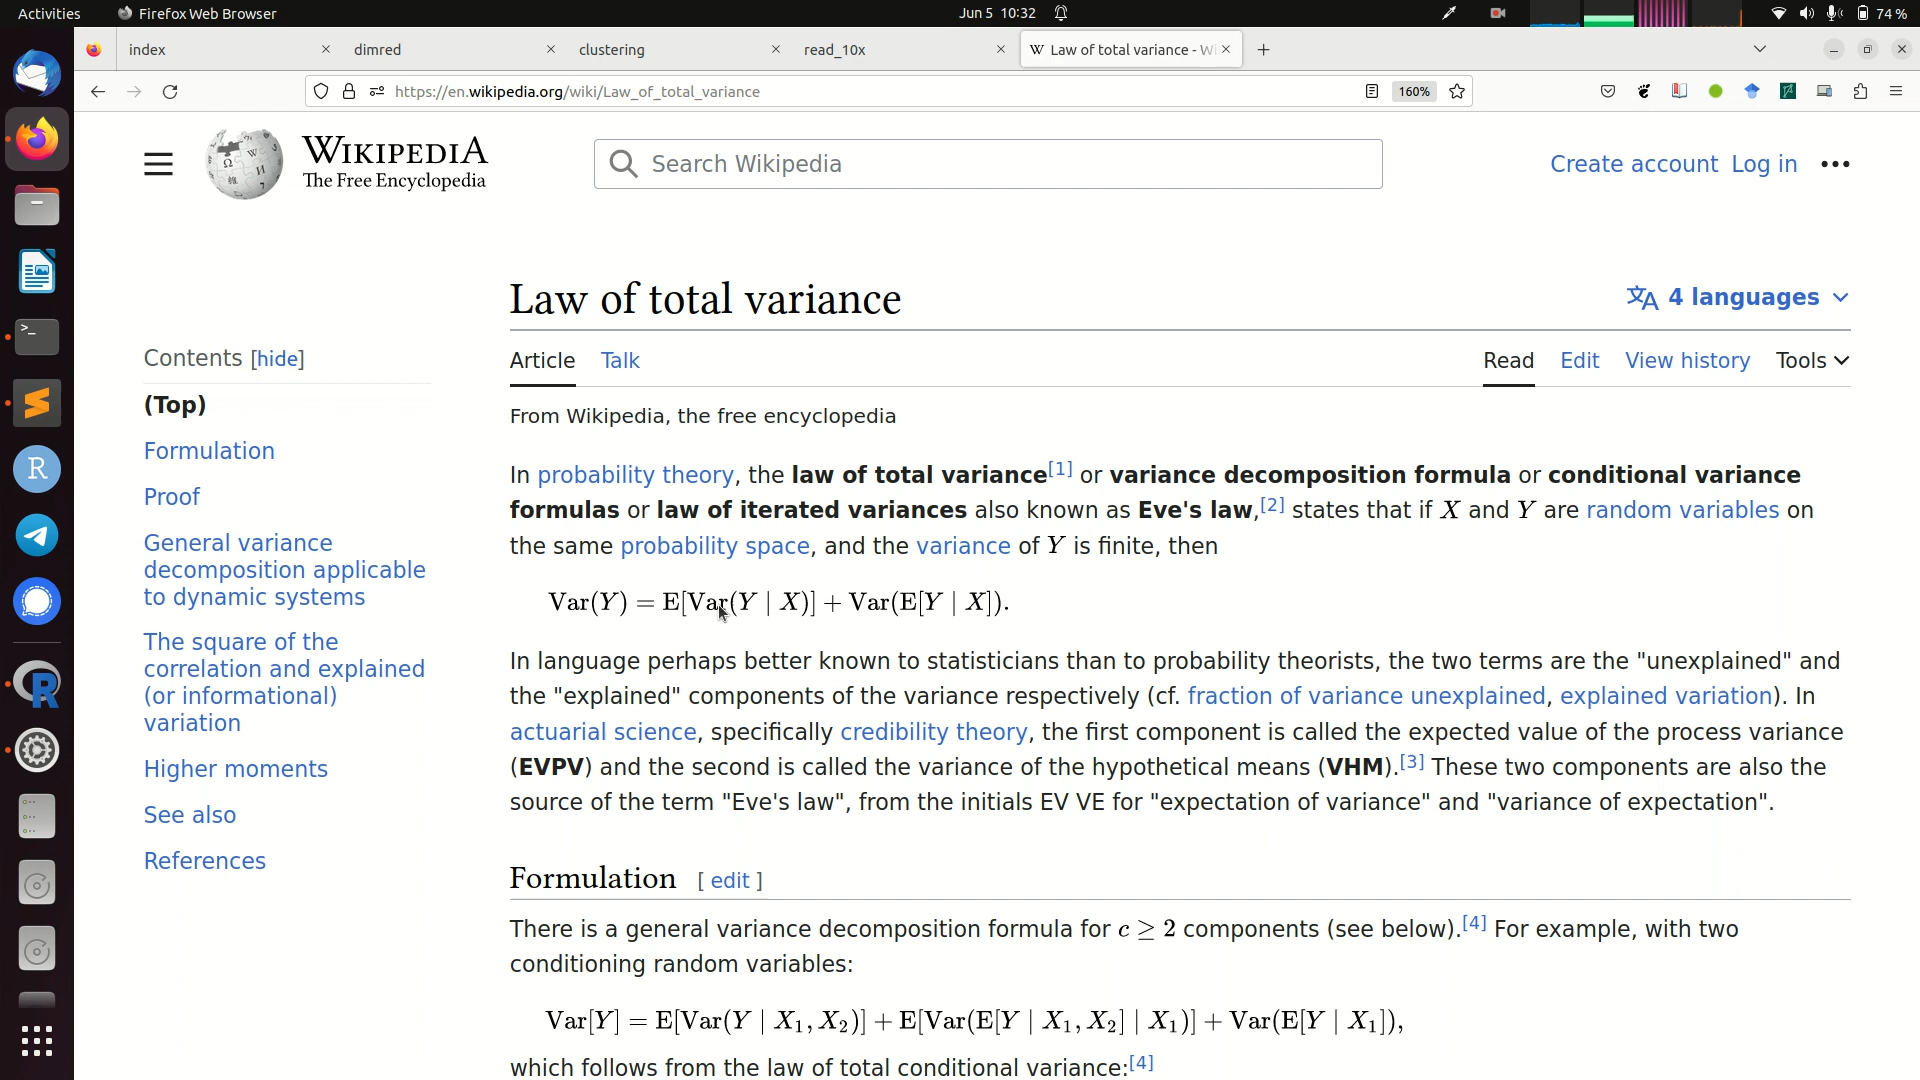 Activities Firefox Web Browser Jun 5 10:32 74 %
index × dimred × clustering × read_10x × W Law of total variance - Wi × +
https://en.wikipedia.org/wiki/Law_of_total_variance 160%
WIKIPEDIA
The Free Encyclopedia
Search Wikipedia
Create account Log in •••
Law of total variance
4 languages
Article Talk
Read Edit View history Tools
From Wikipedia, the free encyclopedia
Contents [hide]
(Top)
Formulation
Proof
General variance
decomposition applicable
to dynamic systems
The square of the
correlation and explained
(or informational)
variation
Higher moments
See also
References
In probability theory, the law of total variance[1] or variance decomposition formula or conditional variance
formulas or law of iterated variances also known as Eve's law,[2] states that if X and Y are random variables on
the same probability space, and the variance of Y is finite, then
Var(Y) = E[Var(Y | X)] + Var(E[Y | X]).
In language perhaps better known to statisticians than to probability theorists, the two terms are the "unexplained" and
the "explained" components of the variance respectively (cf. fraction of variance unexplained, explained variation). In
actuarial science, specifically credibility theory, the first component is called the expected value of the process variance
(EVPV) and the second is called the variance of the hypothetical means (VHM).[3] These two components are also the
source of the term "Eve's law", from the initials EV VE for "expectation of variance" and "variance of expectation".
Formulation [ edit ]
There is a general variance decomposition formula for c ≥ 2 components (see below).[4] For example, with two
conditioning random variables:
Var[Y] = E[Var(Y | X₁, X₂)] + E[Var(E[Y | X₁, X₂] | X₁)] + Var(E[Y | X₁]),
which follows from the law of total conditional variance:[4]